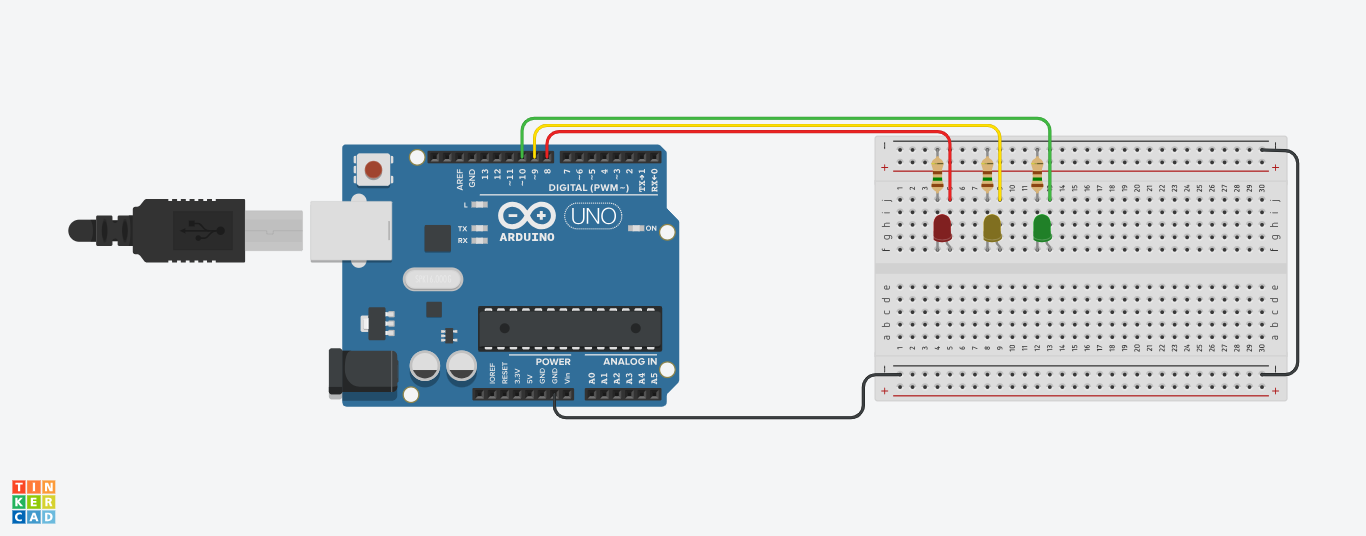 AREF
GND
13
12
~11
~10
~9
8
7
~6
~5
4
~3
2
TX→1
RX←0
DIGITAL (PWM~)
L
TX
RX
ARDUINO
UNO
ON
POWER
ANALOG IN
IOREF
RESET
3.3V
5V
GND
GND
Vin
A0
A1
A2
A3
A4
A5
− −
+ +
1 2 3 4 5 6 7 8 9 10 11 12 13 14 15 16 17 18 19 20 21 22 23 24 25 26 27 28 29 30
j j
i i
h h
g g
f f
e e
d d
c c
b b
a a
1 2 3 4 5 6 7 8 9 10 11 12 13 14 15 16 17 18 19 20 21 22 23 24 25 26 27 28 29 30
− −
+ +
TIN
KER
CAD